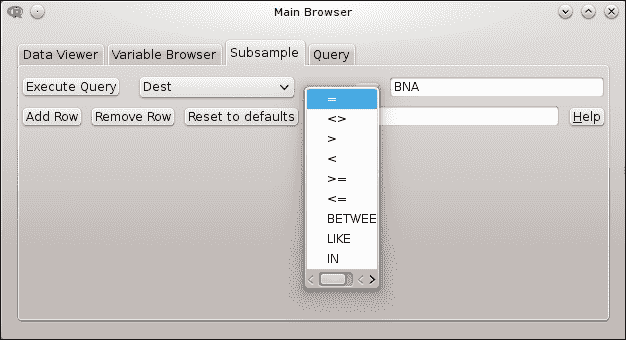 Main Browser
Data Viewer Variable Browser Subsample Query
Execute Query Dest BNA
Add Row Remove Row Reset to defaults Help
=
<>
>
<
>=
<=
BETWEE
LIKE
IN